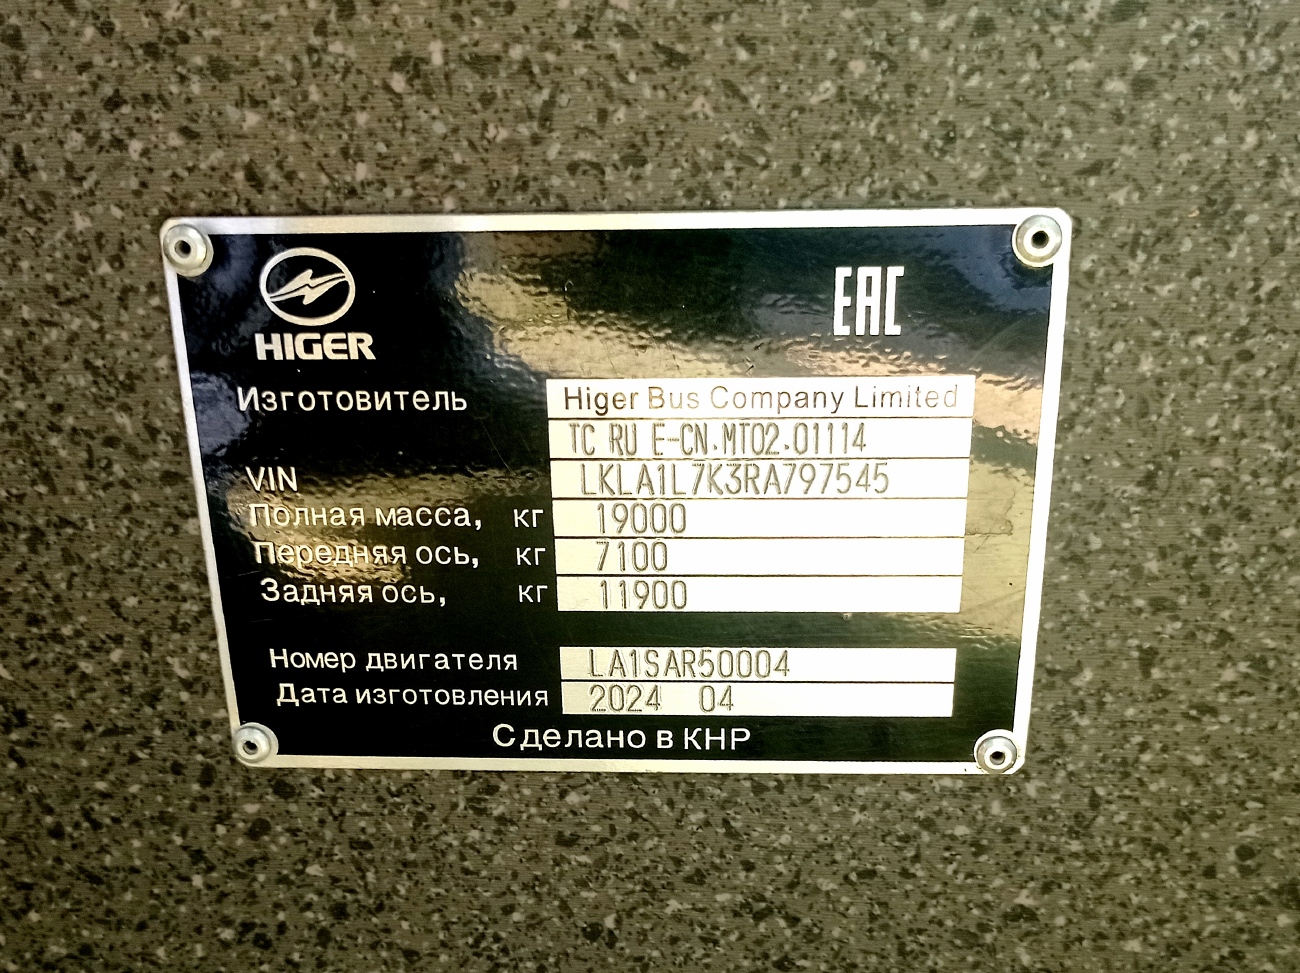 HIGER
EAC
Изготовитель Higer Bus Company Limited
TC RU E-CN.MT02.01114
VIN LKLA1L7K3RA797545
Полная масса, кг 19000
Передняя ось, кг 7100
Задняя ось, кг 11900
Номер двигателя LA1SAR50004
Дата изготовления 2024 04
Сделано в КНР